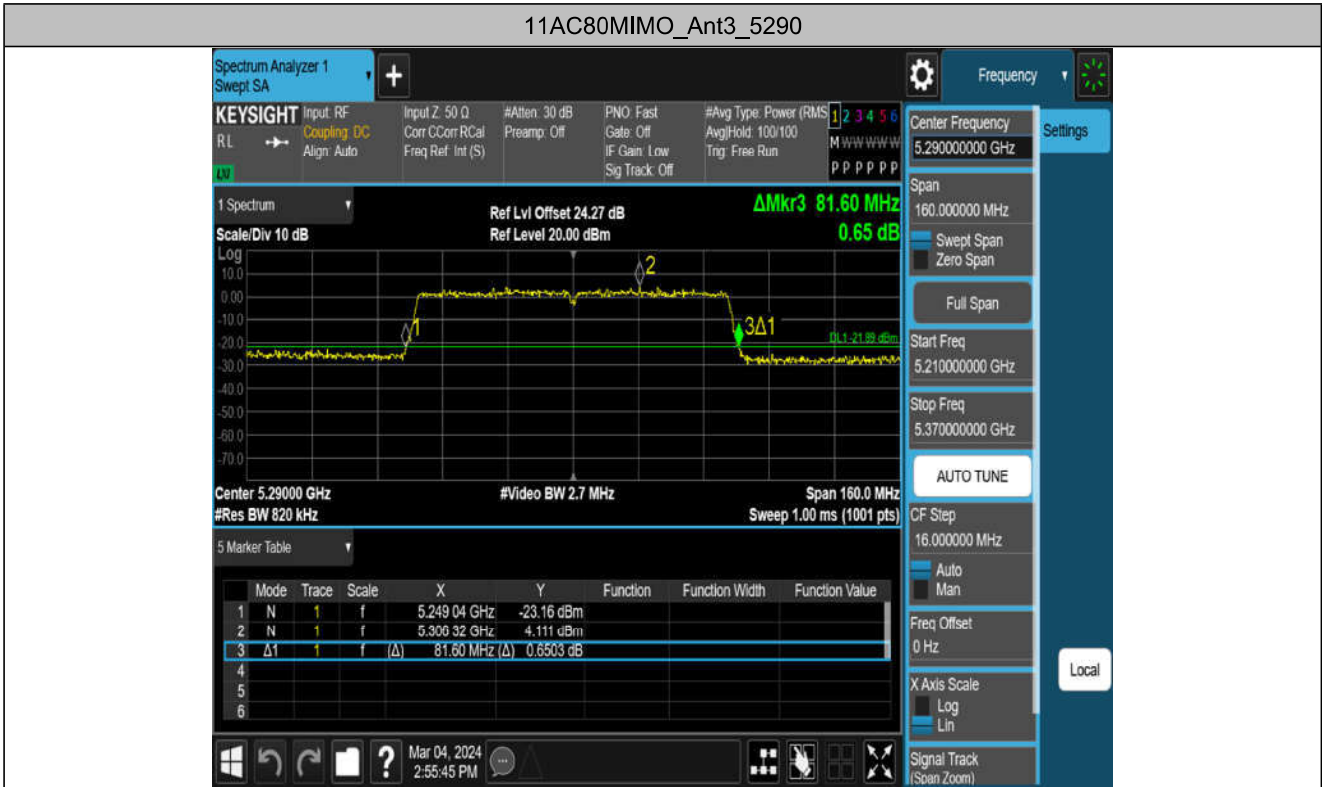 11AC80MIMO_Ant3_5290
Spectrum Analyzer 1
Swept SA
Frequency
KEYSIGHT
RL
Input: RF
Coupling: DC
Align: Auto
Input Z: 50 Ω
Corr CCorr RCal
Freq Ref: Int (S)
#Atten: 30 dB
Preamp: Off
PNO: Fast
Gate: Off
IF Gain: Low
Sig Track: Off
#Avg Type: Power (RMS
Avg|Hold: 100/100
Trig: Free Run
1 2 3 4 5 6
M W W W W W
P P P P P P
Center Frequency
5.290000000 GHz
Settings
Span
160.000000 MHz
Swept Span
Zero Span
Full Span
Start Freq
5.210000000 GHz
Stop Freq
5.370000000 GHz
AUTO TUNE
CF Step
16.000000 MHz
Auto
Man
Freq Offset
0 Hz
X Axis Scale
Log
Lin
Signal Track
(Span Zoom)
Local
1 Spectrum
Scale/Div 10 dB
Ref Lvl Offset 24.27 dB
Ref Level 20.00 dBm
ΔMkr3 81.60 MHz
0.65 dB
Log
10.0
0.00
-10.0
-20.0
-30.0
-40.0
-50.0
-60.0
-70.0
1
2
3Δ1
DL1 -21.89 dBm
Center 5.29000 GHz
#Video BW 2.7 MHz
Span 160.0 MHz
#Res BW 820 kHz
Sweep 1.00 ms (1001 pts)
5 Marker Table
Mode Trace Scale X Y Function Function Width Function Value
1 N 1 f 5.249 04 GHz -23.16 dBm
2 N 1 f 5.306 32 GHz 4.111 dBm
3 Δ1 1 f (Δ) 81.60 MHz (Δ) 0.6503 dB
4
5
6
?
Mar 04, 2024
2:55:45 PM